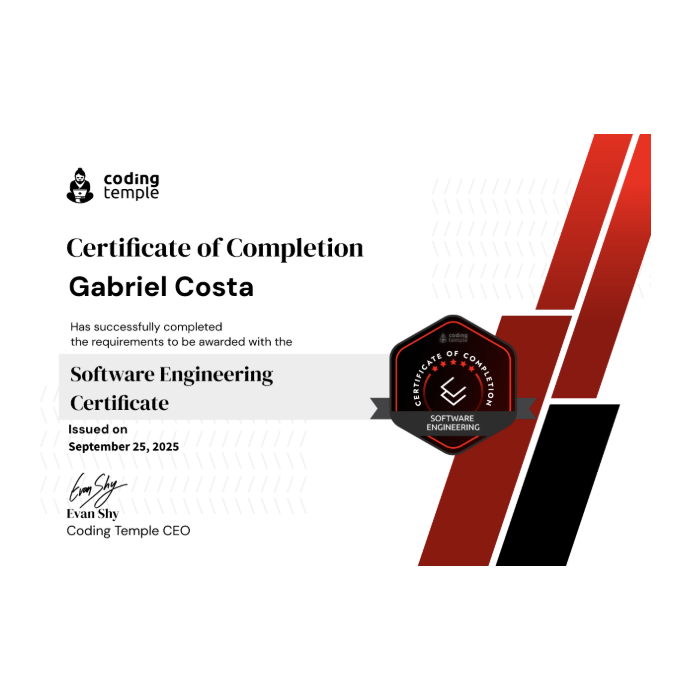 coding
temple
Certificate of Completion
Gabriel Costa
Has successfully completed
the requirements to be awarded with the
Software Engineering
Certificate
Issued on
September 25, 2025
Evan Shy
Evan Shy
Coding Temple CEO
coding
temple
CERTIFICATE OF COMPLETION
SOFTWARE
ENGINEERING